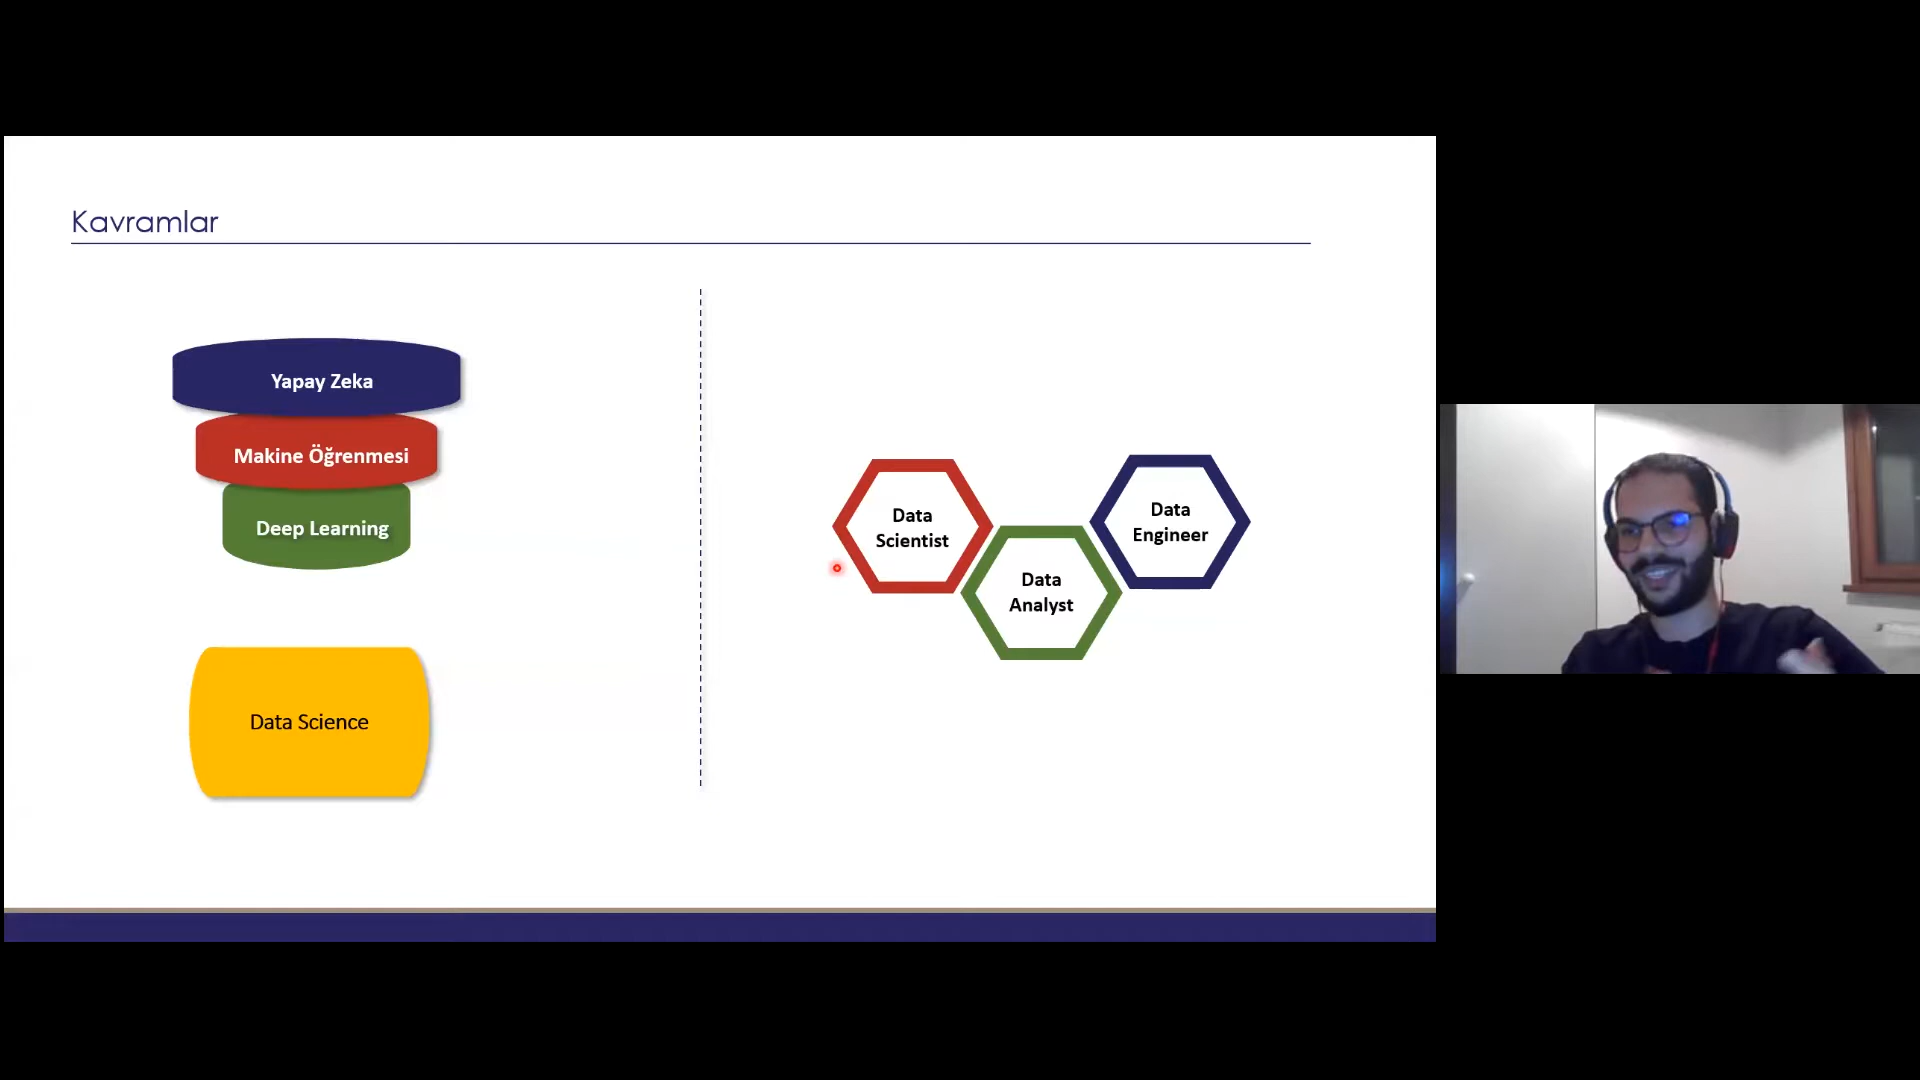 Kavramlar
Yapay Zeka
Makine Öğrenmesi
Deep Learning
Data Science
Data
Scientist
Data
Analyst
Data
Engineer